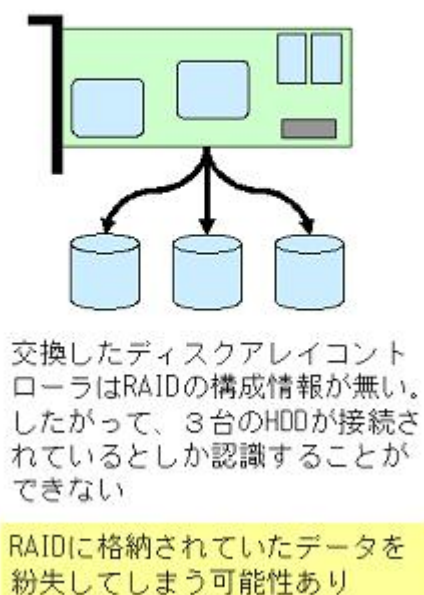 交換したディスクアレイコント
ローラはRAIDの構成情報が無い。
したがって、３台のHDDが接続さ
れているとしか認識することが
できない
RAIDに格納されていたデータを
紛失してしまう可能性あり